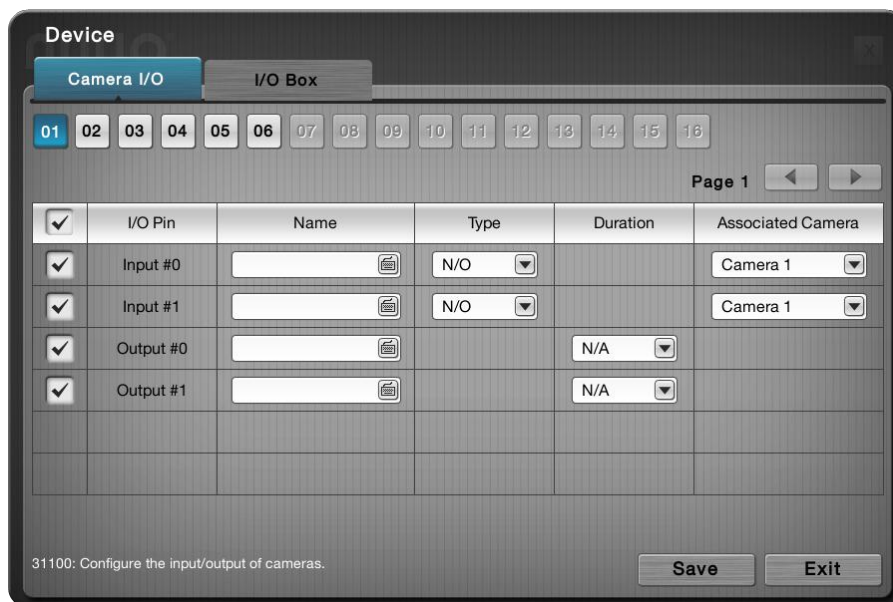 Device
Camera I/O
I/O Box
01 02 03 04 05 06 07 08 09 10 11 12 13 14 15 16
Page 1
I/O Pin Name Type Duration Associated Camera
Input #0 N/O Camera 1
Input #1 N/O Camera 1
Output #0 N/A
Output #1 N/A
31100: Configure the input/output of cameras.
Save Exit